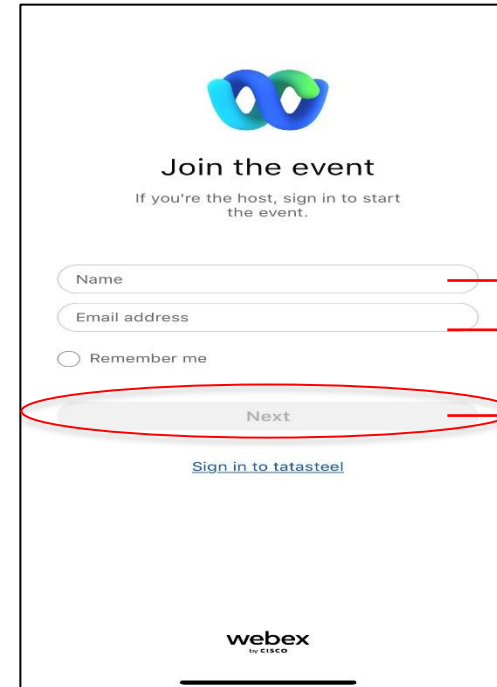 Join the event
If you're the host, sign in to start
the event.
Name
Email address
Remember me
Next
Sign in to tatasteel
webex
by CISCO